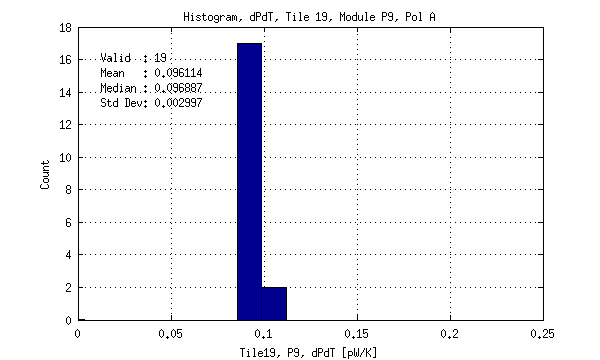 Histogram, dPdT, Tile 19, Module P9, Pol A
18
16
14
12
10
8
6
4
2
0
Valid : 19
Mean : 0.096114
Median : 0.096887
Std Dev: 0.002997
Count
0 0.05 0.1 0.15 0.2 0.25
Tile19, P9, dPdT [pW/K]